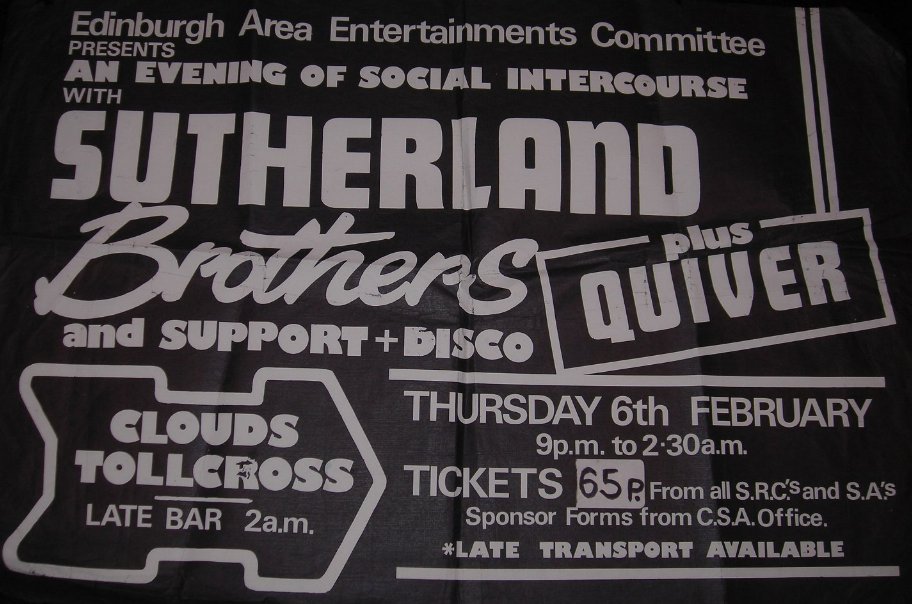 Edinburgh Area Entertainments Committee
PRESENTS
AN EVENING OF SOCIAL INTERCOURSE
WITH
SUTHERLAND
Brothers
plus
QUIVER
and SUPPORT + DISCO
CLOUDS
TOLLCROSS
LATE BAR 2a.m.
THURSDAY 6th FEBRUARY
9p.m. to 2·30a.m.
TICKETS 65P. From all S.R.C.'s and S.A's
Sponsor Forms from C.S.A. Office.
*LATE TRANSPORT AVAILABLE